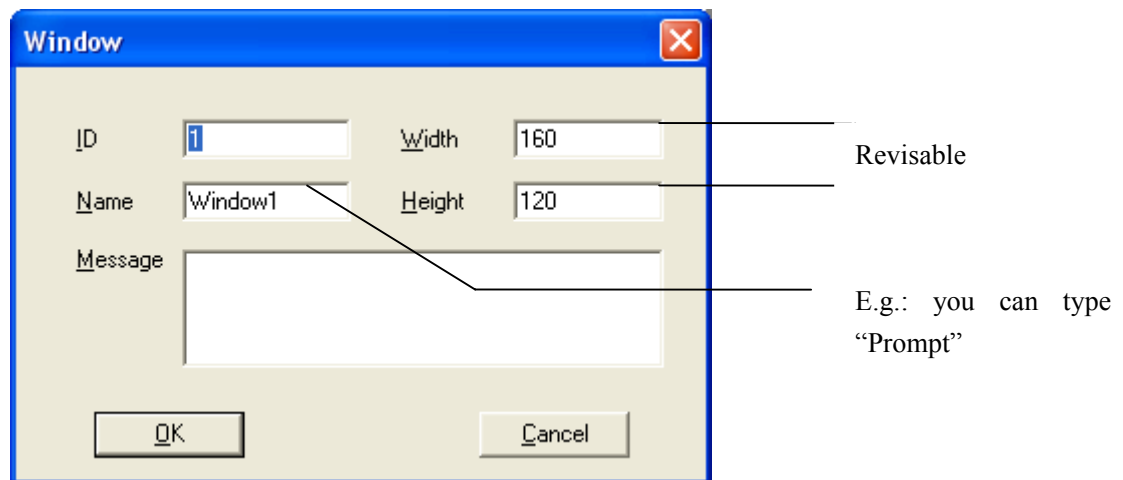 Window
ID 1 Width 160
Revisable
Name Window1 Height 120
Message
E.g.: you can type
“Prompt”
OK Cancel